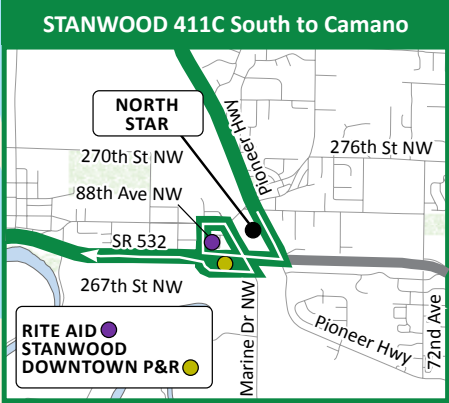 STANWOOD 411C South to Camano
NORTH
STAR
Pioneer Hwy
276th St NW
270th St NW
88th Ave NW
SR 532
267th St NW
RITE AID
STANWOOD
DOWNTOWN P&R
Marine Dr NW
Pioneer Hwy
72nd Ave